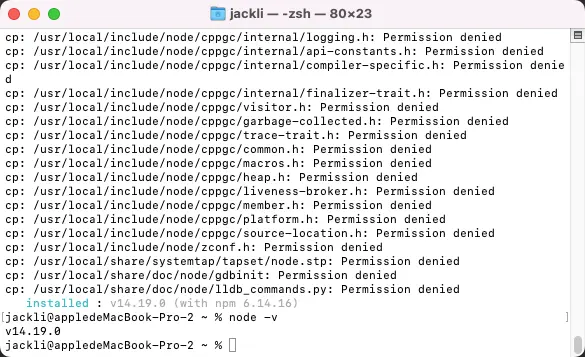 jackli — -zsh — 80×23
cp: /usr/local/include/node/cppgc/internal/logging.h: Permission denied
cp: /usr/local/include/node/cppgc/internal/api-constants.h: Permission denied
cp: /usr/local/include/node/cppgc/internal/compiler-specific.h: Permission denie
d
cp: /usr/local/include/node/cppgc/internal/finalizer-trait.h: Permission denied
cp: /usr/local/include/node/cppgc/visitor.h: Permission denied
cp: /usr/local/include/node/cppgc/garbage-collected.h: Permission denied
cp: /usr/local/include/node/cppgc/trace-trait.h: Permission denied
cp: /usr/local/include/node/cppgc/common.h: Permission denied
cp: /usr/local/include/node/cppgc/macros.h: Permission denied
cp: /usr/local/include/node/cppgc/heap.h: Permission denied
cp: /usr/local/include/node/cppgc/liveness-broker.h: Permission denied
cp: /usr/local/include/node/cppgc/member.h: Permission denied
cp: /usr/local/include/node/cppgc/platform.h: Permission denied
cp: /usr/local/include/node/cppgc/source-location.h: Permission denied
cp: /usr/local/include/node/zconf.h: Permission denied
cp: /usr/local/share/systemtap/tapset/node.stp: Permission denied
cp: /usr/local/share/doc/node/gdbinit: Permission denied
cp: /usr/local/share/doc/node/lldb_commands.py: Permission denied
installed : v14.19.0 (with npm 6.14.16)
[jackli@appledeMacBook-Pro-2 ~ % node -v ]
v14.19.0
jackli@appledeMacBook-Pro-2 ~ %